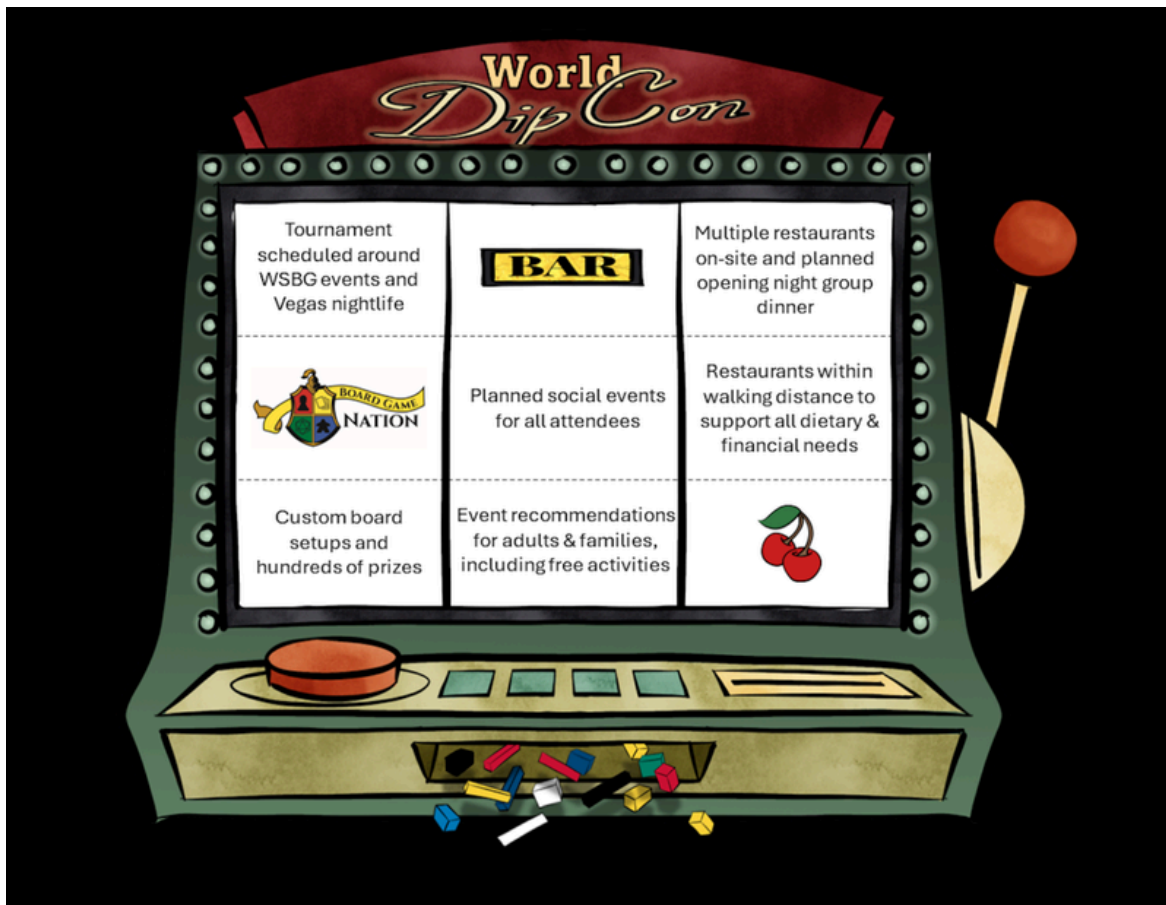 World
DipCon
Tournament
scheduled around
WSBG events and
Vegas nightlife
BAR
Multiple restaurants
on-site and planned
opening night group
dinner
BOARD GAME
NATION
Planned social events
for all attendees
Restaurants within
walking distance to
support all dietary &
financial needs
Custom board
setups and
hundreds of prizes
Event recommendations
for adults & families,
including free activities